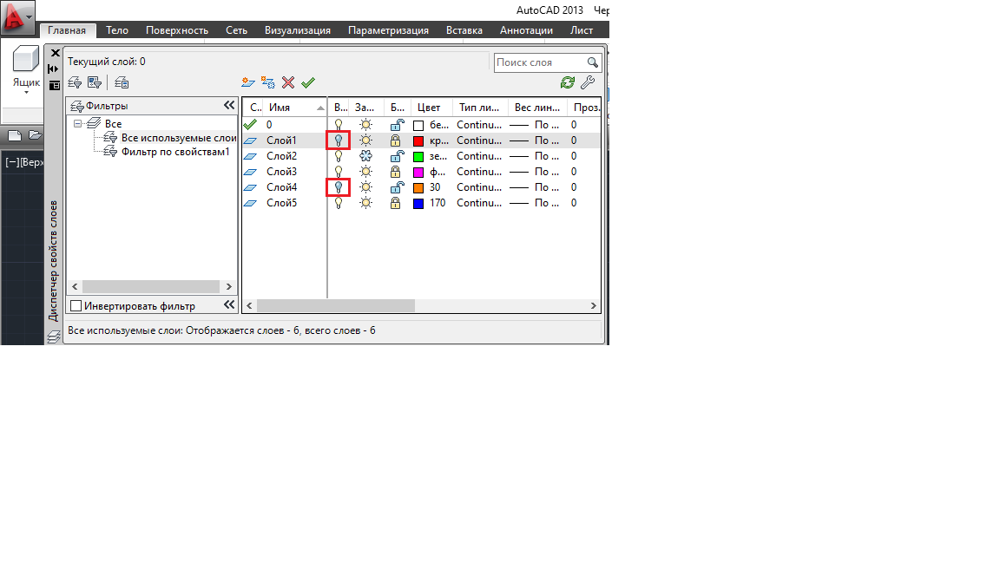 AutoCAD 2013 Чер
Главная Тело Поверхность Сеть Визуализация Параметризация Вставка Аннотации Лист
Ящик
Текущий слой: 0
Поиск слоя
Фильтры
Все
Все используемые слои
Фильтр по свойствам1
С.. Имя В... За... Б... Цвет Тип ли... Вес лин... Проз.
0 бе... Continu... По ... 0
Слой1 кр... Continu... По ... 0
Слой2 зе... Continu... По ... 0
Слой3 ф... Continu... По ... 0
Слой4 30 Continu... По ... 0
Слой5 170 Continu... По ... 0
[−][Верх
Диспетчер свойств слоев
Инвертировать фильтр
Все используемые слои: Отображается слоев - 6, всего слоев - 6